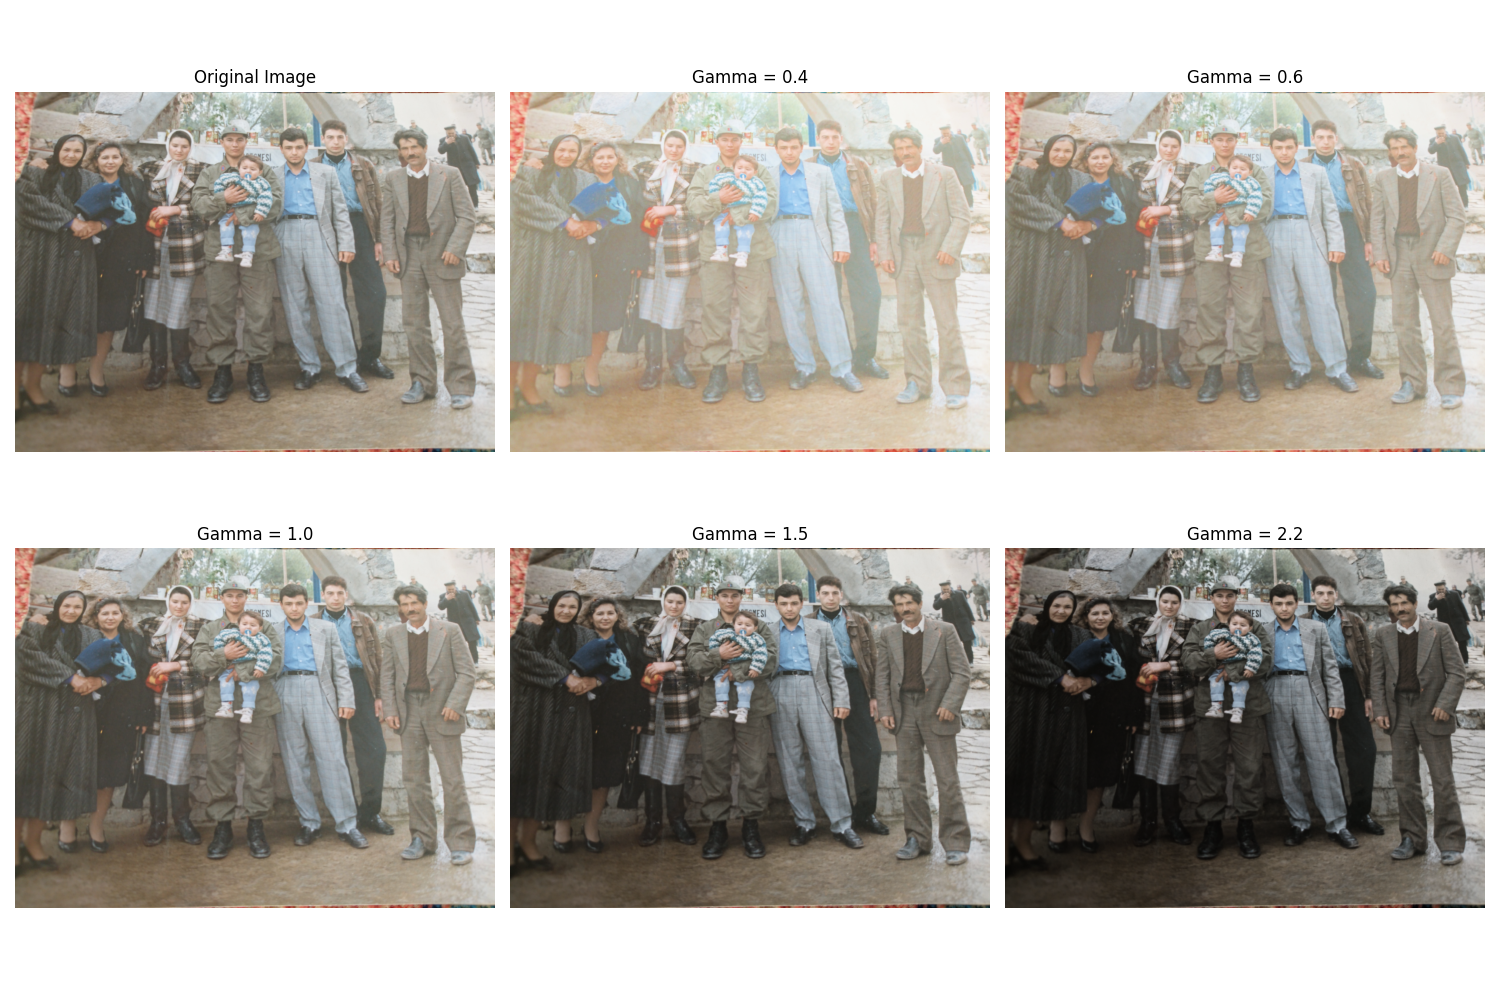 Original Image
Gamma = 0.4
Gamma = 0.6
Gamma = 1.0
Gamma = 1.5
Gamma = 2.2